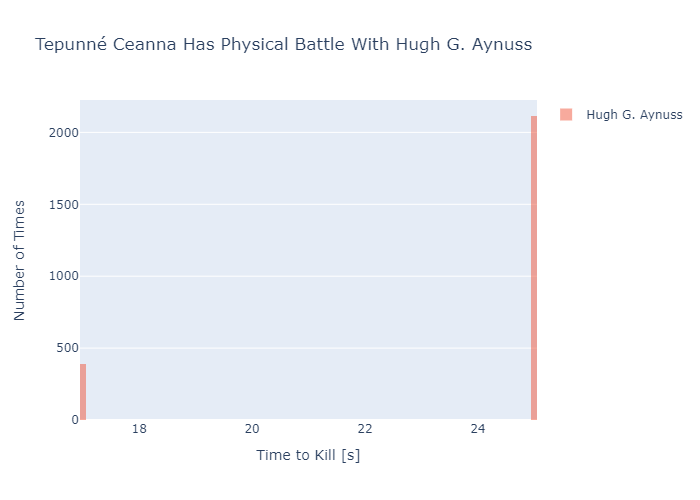 Tepunné Ceanna Has Physical Battle With Hugh G. Aynuss
Hugh G. Aynuss
2000
1500
1000
500
0
18 20 22 24
Number of Times
Time to Kill [s]